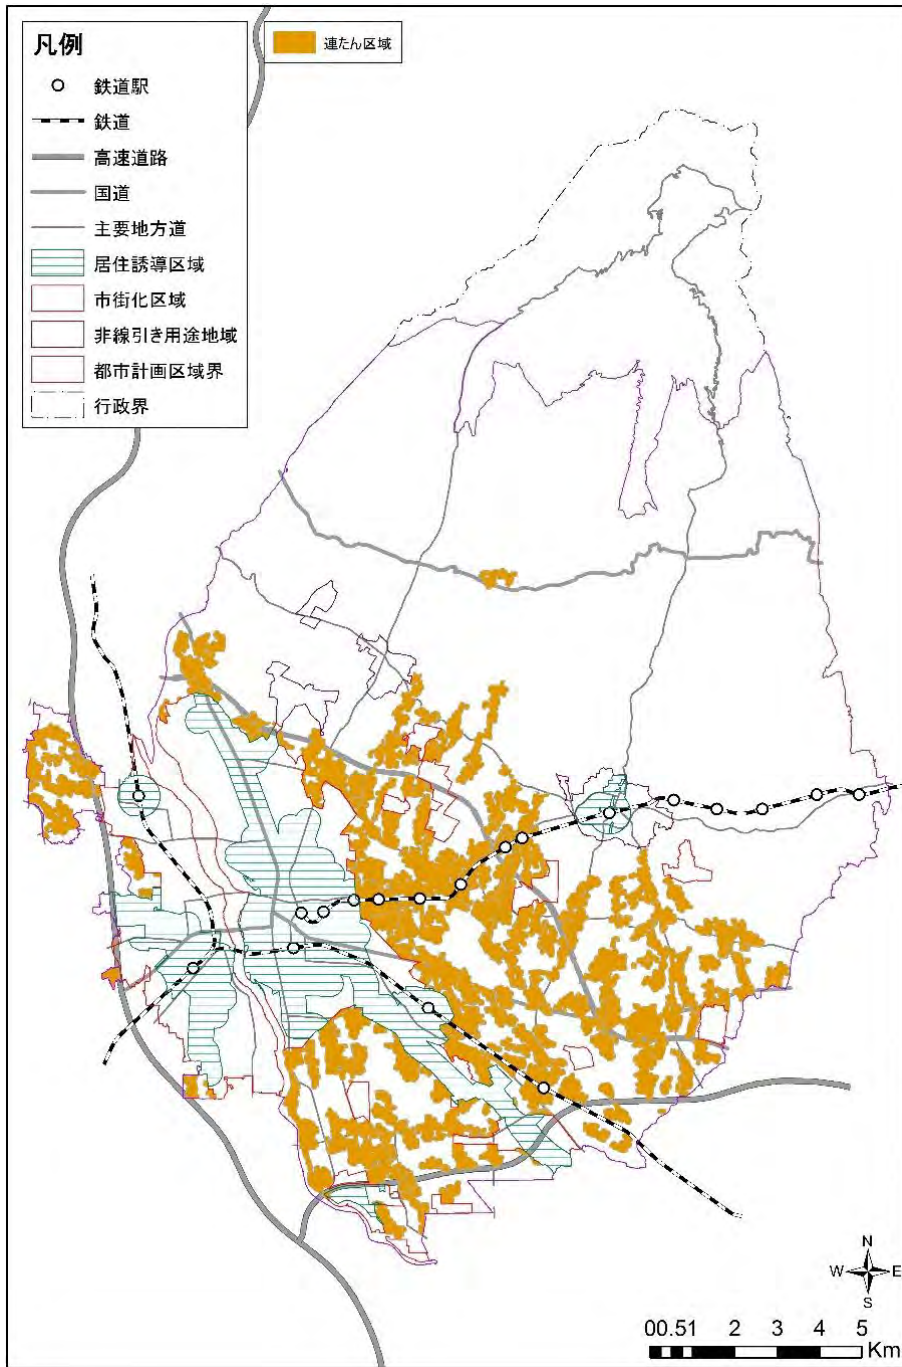 凡例
鉄道駅
鉄道
高速道路
国道
主要地方道
居住誘導区域
市街化区域
非線引き用途地域
都市計画区域界
行政界
連たん区域
N
W E
S
00.51 2 3 4 5
Km